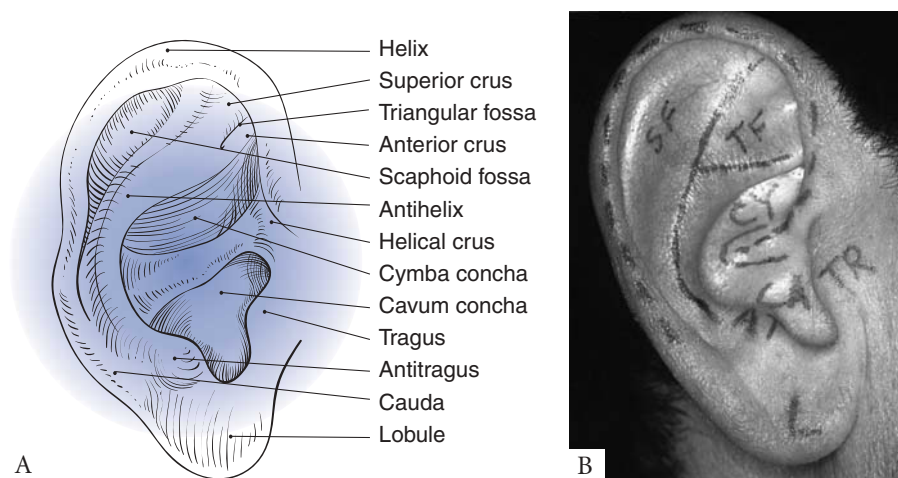 Helix
Superior crus
Triangular fossa
Anterior crus
Scaphoid fossa
Antihelix
Helical crus
Cymba concha
Cavum concha
Tragus
Antitragus
Cauda
Lobule
A
SF
TF
CY
TR
L
B